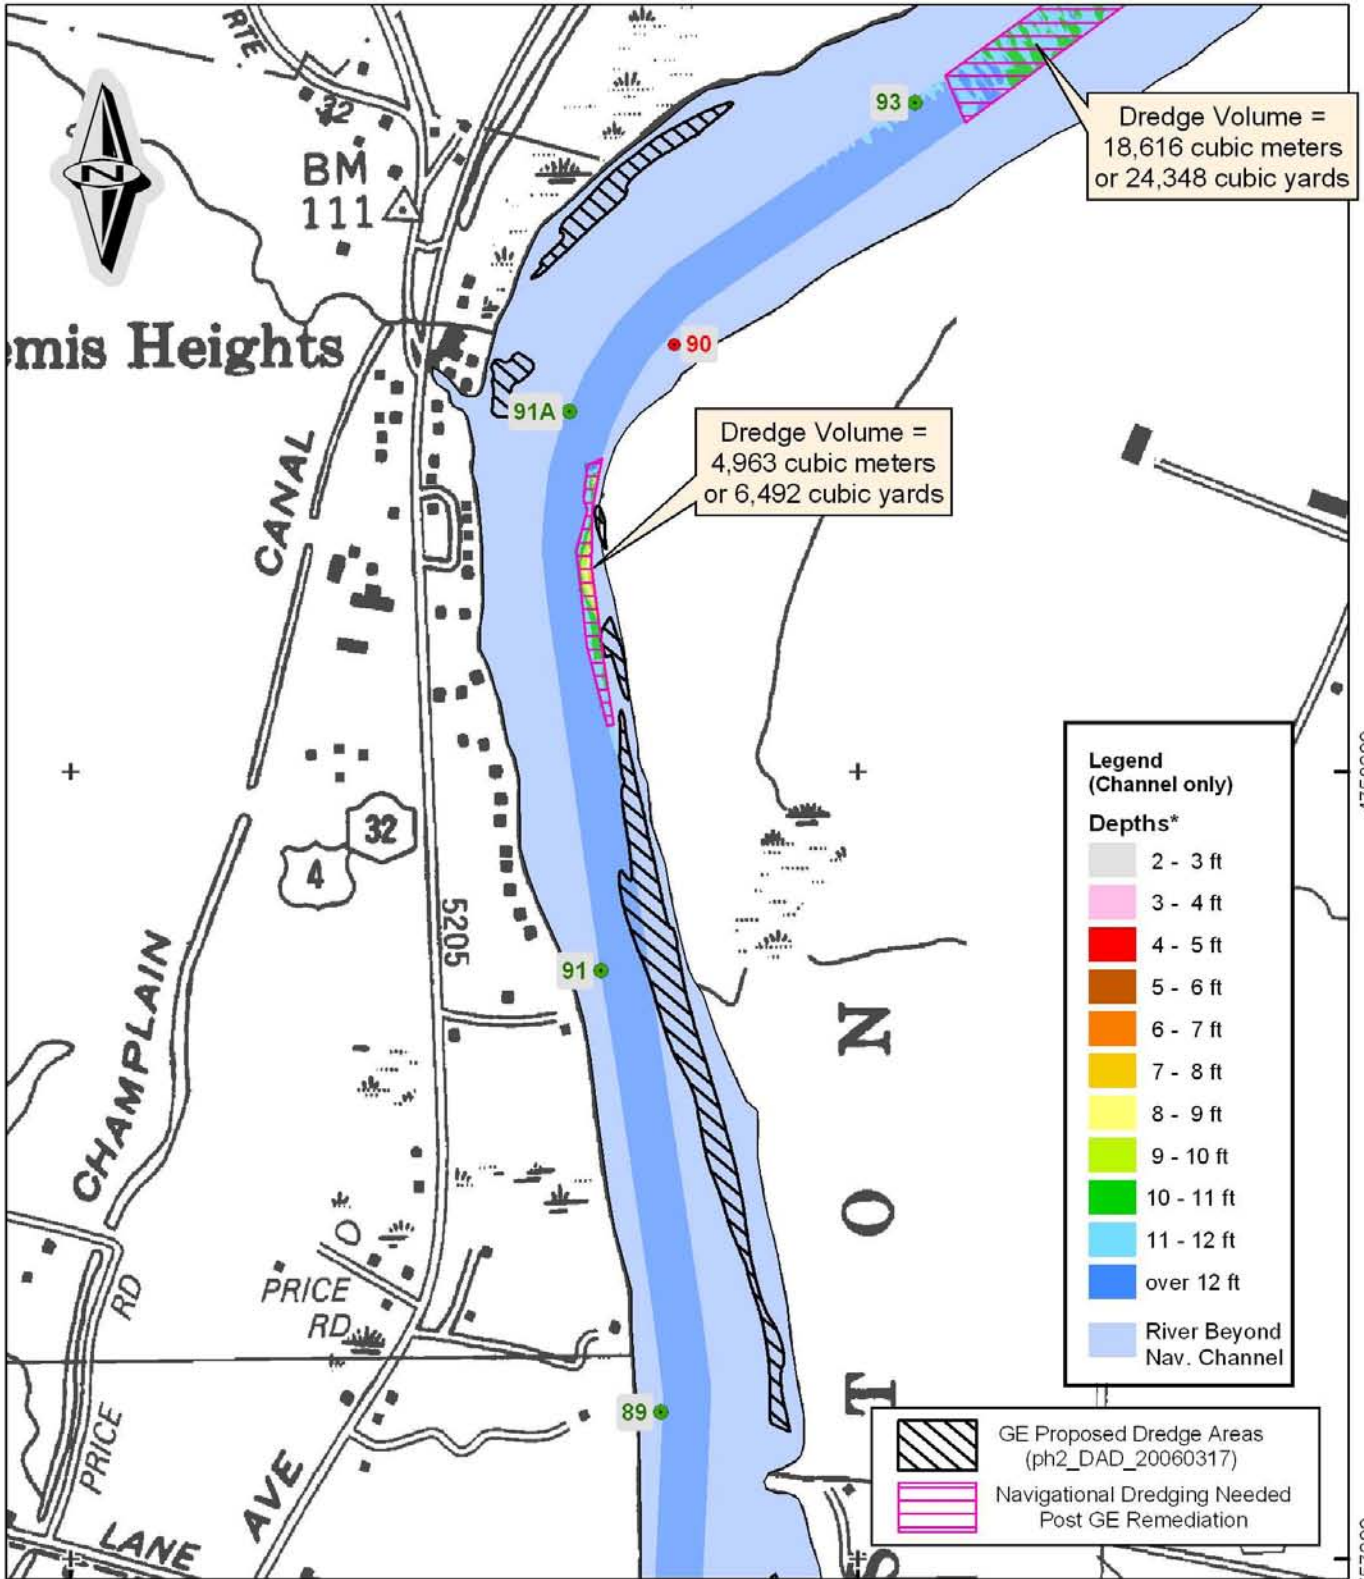 RTE
32
BM
111
N
emis Heights
CANAL
93
Dredge Volume =
18,616 cubic meters
or 24,348 cubic yards
90
91A
Dredge Volume =
4,963 cubic meters
or 6,492 cubic yards
32
4
5205
91
CHAMPLAIN
PRICE
RD
RD
PRICE
89
AVE
LANE
N
O
T
S
Legend
(Channel only)
Depths*
2 - 3 ft
3 - 4 ft
4 - 5 ft
5 - 6 ft
6 - 7 ft
7 - 8 ft
8 - 9 ft
9 - 10 ft
10 - 11 ft
11 - 12 ft
over 12 ft
River Beyond
Nav. Channel
GE Proposed Dredge Areas
(ph2_DAD_20060317)
Navigational Dredging Needed
Post GE Remediation